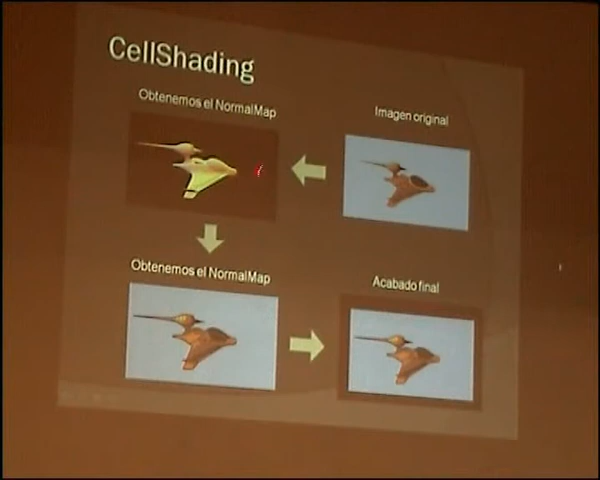 CellShading
Obtenemos el NormalMap
Imagen original
Obtenemos el NormalMap
Acabado final